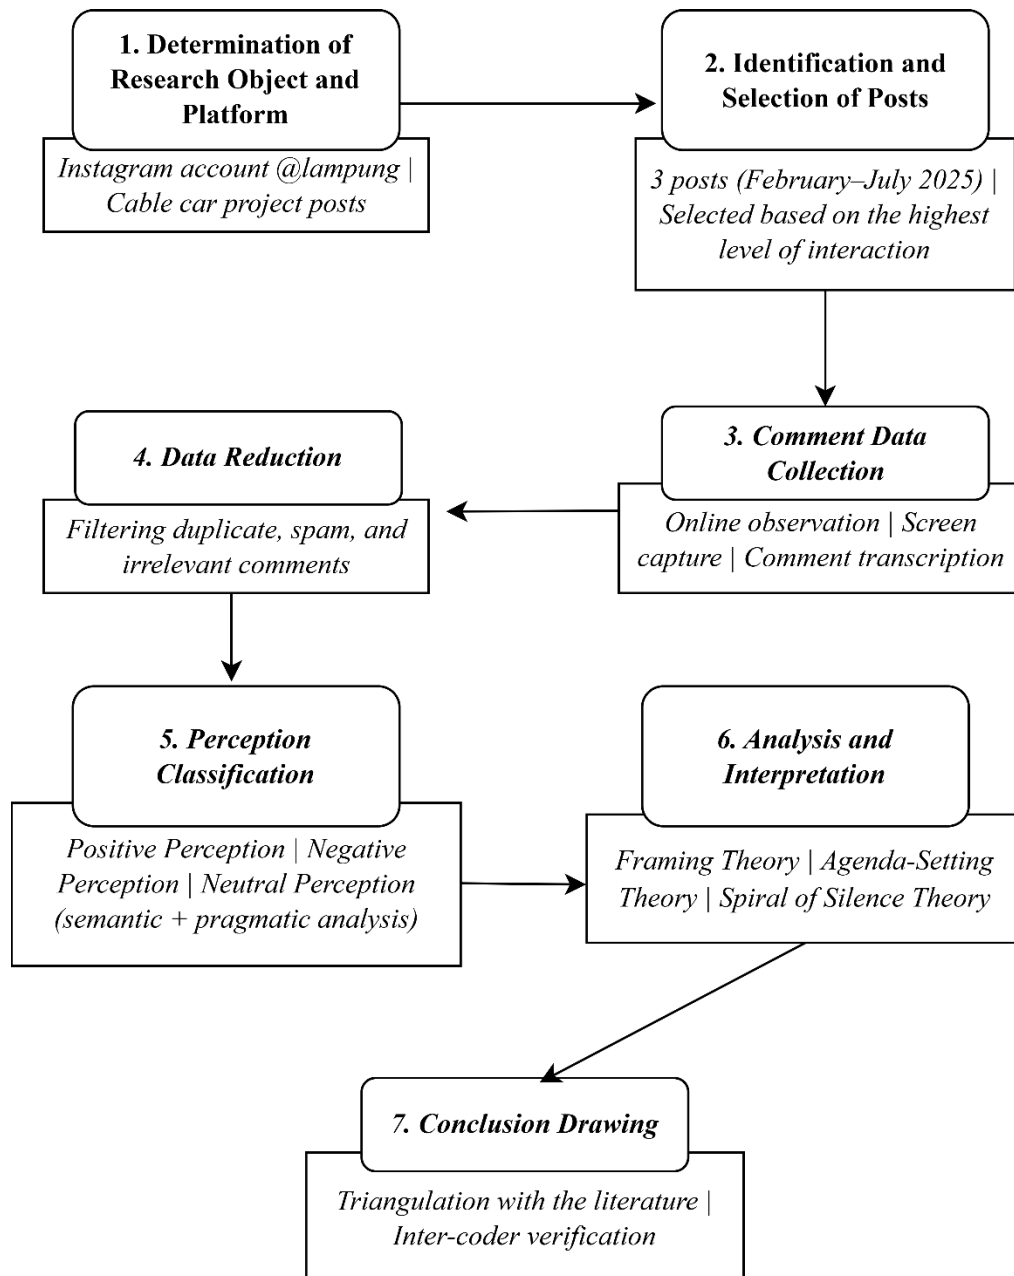 1. Determination of
Research Object and
Platform
Instagram account @lampung |
Cable car project posts
2. Identification and
Selection of Posts
3 posts (February–July 2025) |
Selected based on the highest
level of interaction
3. Comment Data
Collection
Online observation | Screen
capture | Comment transcription
4. Data Reduction
Filtering duplicate, spam, and
irrelevant comments
5. Perception
Classification
Positive Perception | Negative
Perception | Neutral Perception
(semantic + pragmatic analysis)
6. Analysis and
Interpretation
Framing Theory | Agenda-Setting
Theory | Spiral of Silence Theory
7. Conclusion Drawing
Triangulation with the literature |
Inter-coder verification